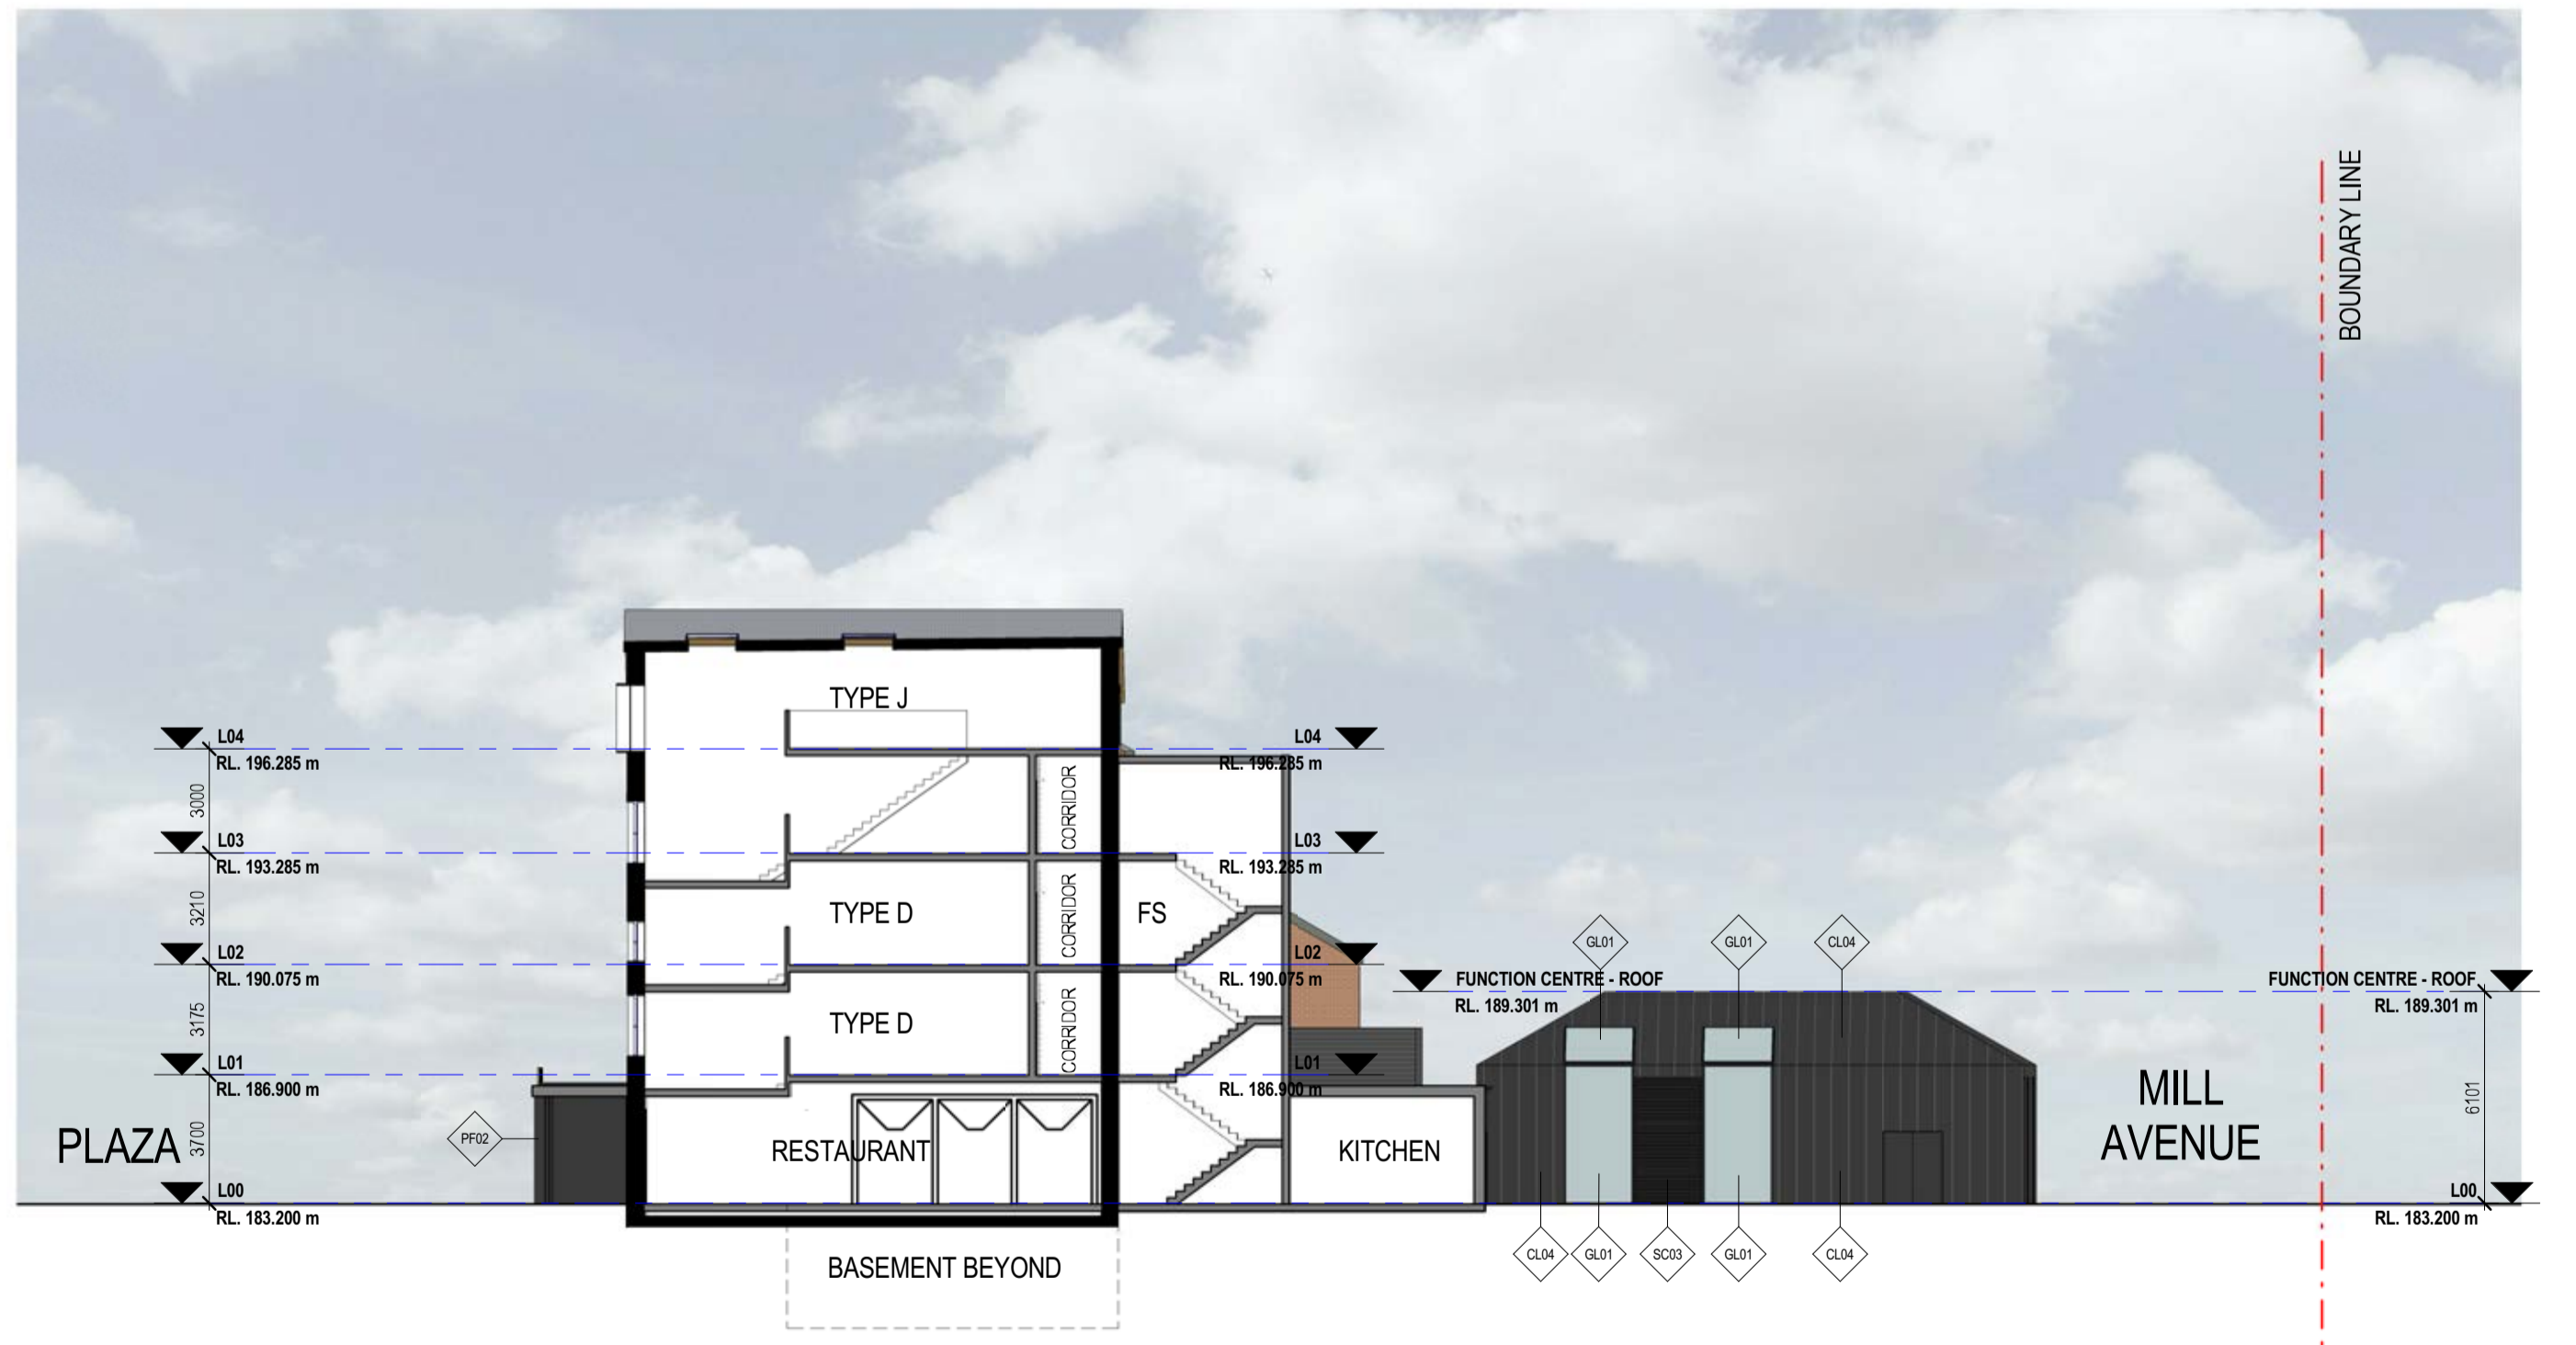 BOUNDARY LINE
TYPE J
L04
RL. 196.285 m
L04
RL. 196.285 m
3000
CORRIDOR
L03
RL. 193.285 m
L03
RL. 193.285 m
3210
TYPE D
CORRIDOR
FS
L02
RL. 190.075 m
L02
RL. 190.075 m
GL01
GL01
CL04
FUNCTION CENTRE - ROOF
RL. 189.301 m
FUNCTION CENTRE - ROOF
RL. 189.301 m
3175
TYPE D
CORRIDOR
L01
RL. 186.900 m
L01
RL. 186.900 m
PLAZA
3700
PF02
RESTAURANT
KITCHEN
MILL
AVENUE
6101
L00
RL. 183.200 m
L00
RL. 183.200 m
CL04
GL01
SC03
GL01
CL04
BASEMENT BEYOND